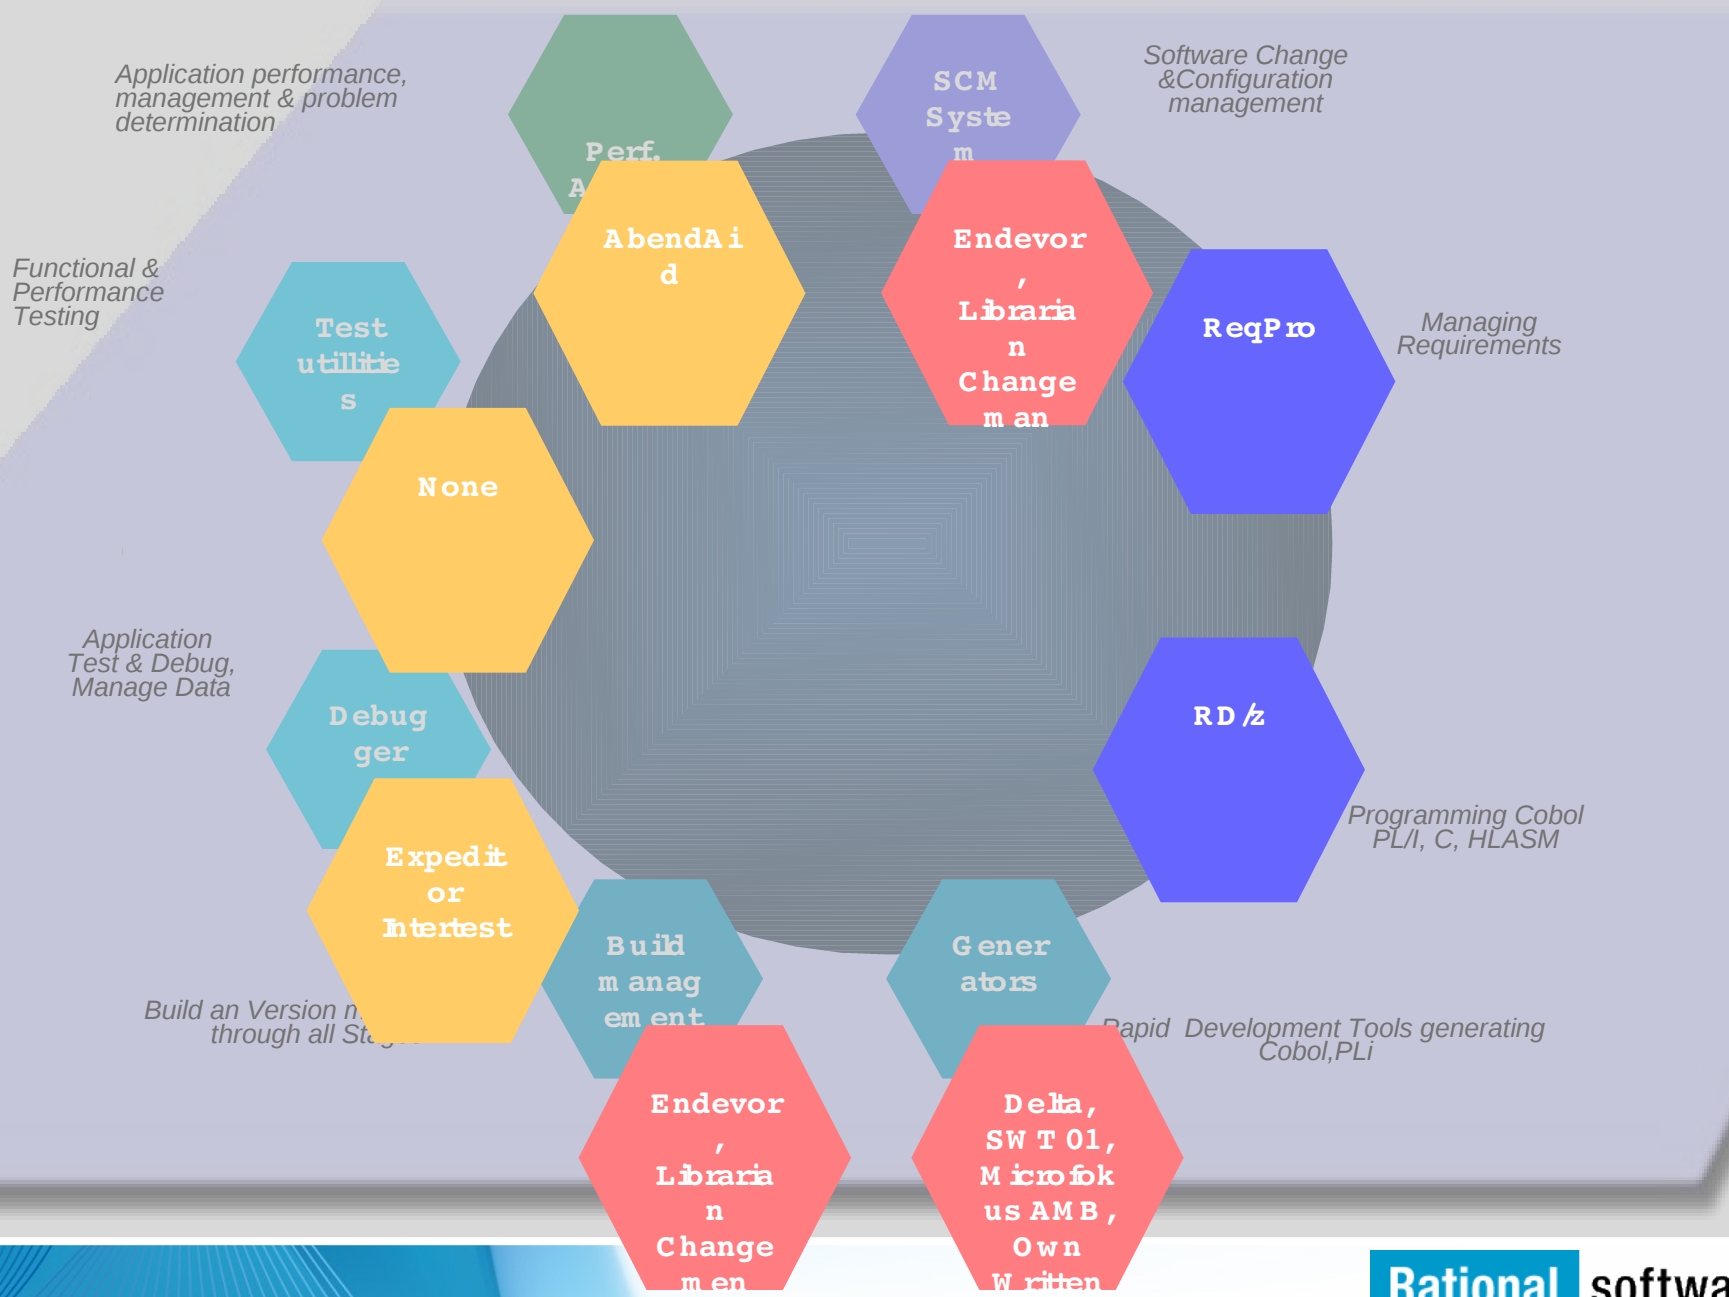 Application performance,
management & problem
determination
Perf.
A
SCM
Syste
m
Software Change
&Configuration
management
AbendAi
d
Endevor
,
Libraria
n
Change
man
Functional &
Performance
Testing
Test
utillitie
s
ReqPro
Managing
Requirements
None
Application
Test & Debug,
Manage Data
Debug
ger
RD/z
Programming Cobol
PL/I, C, HLASM
Expedit
or
Intertest
Build
manag
ement
Gener
ators
Build an Version
through all
Rapid Development Tools generating
Cobol,PLi
Endevor
,
Libraria
n
Change
men
Delta,
SWT01,
Microfok
us AMB,
Own
Written
Rational softwa